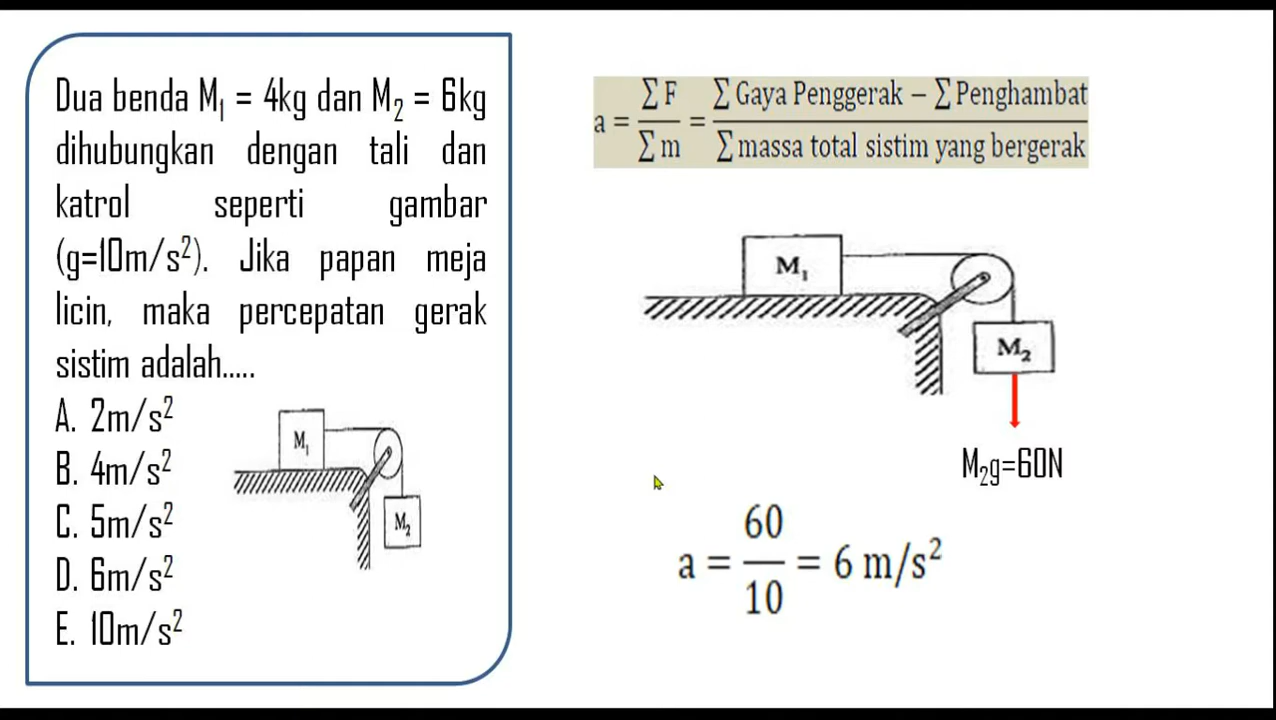 Dua benda M₁ = 4kg dan M₂ = 6kg
dihubungkan dengan tali dan
katrol seperti gambar
(g=10m/s²). Jika papan meja
licin, maka percepatan gerak
sistim adalah.....
A. 2m/s²
B. 4m/s²
C. 5m/s²
D. 6m/s²
E. 10m/s²
M₁
M₂
a = ∑ F / ∑ m = ∑ Gaya Penggerak − ∑ Penghambat / ∑ massa total sistim yang bergerak
M₁
M₂
M₂g=60N
a = 60 / 10 = 6 m/s²